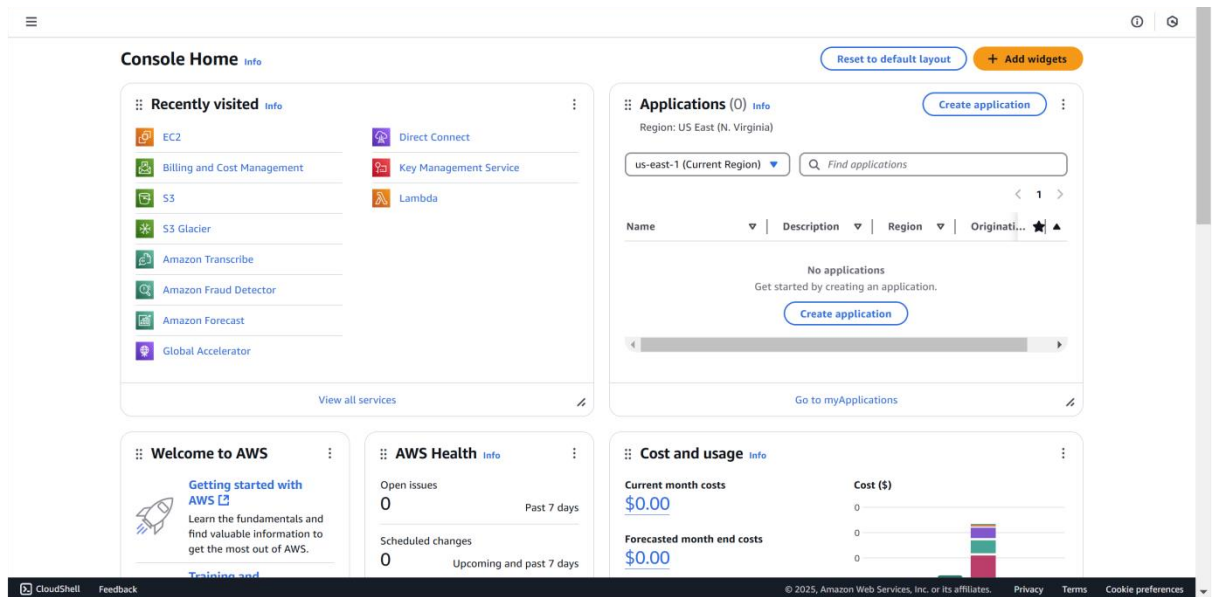 Console Home Info
Reset to default layout
+ Add widgets
Recently visited Info
EC2
Billing and Cost Management
S3
S3 Glacier
Amazon Transcribe
Amazon Fraud Detector
Amazon Forecast
Global Accelerator
Direct Connect
Key Management Service
Lambda
View all services
Applications (0) Info
Create application
Region: US East (N. Virginia)
us-east-1 (Current Region)
Find applications
1
Name Description Region Originati...
No applications
Get started by creating an application.
Create application
Go to myApplications
Welcome to AWS
Getting started with
AWS
Learn the fundamentals and
find valuable information to
get the most out of AWS.
Training and
AWS Health Info
Open issues
0 Past 7 days
Scheduled changes
0 Upcoming and past 7 days
Cost and usage Info
Current month costs
$0.00
Forecasted month end costs
$0.00
Cost ($)
0
0
0
CloudShell Feedback
© 2025, Amazon Web Services, Inc. or its affiliates. Privacy Terms Cookie preferences